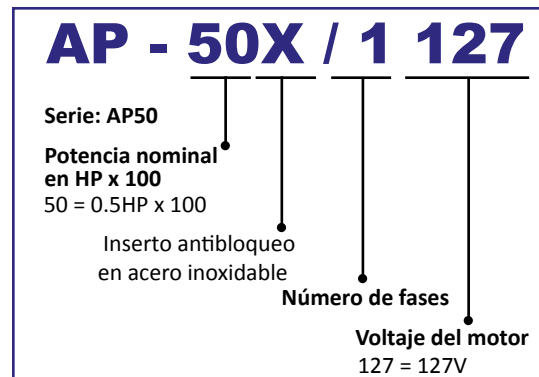 AP - 50X / 1 127
Serie: AP50
Potencia nominal
en HP x 100
50 = 0.5HP x 100
Inserto antibloqueo
en acero inoxidable
Número de fases
Voltaje del motor
127 = 127V